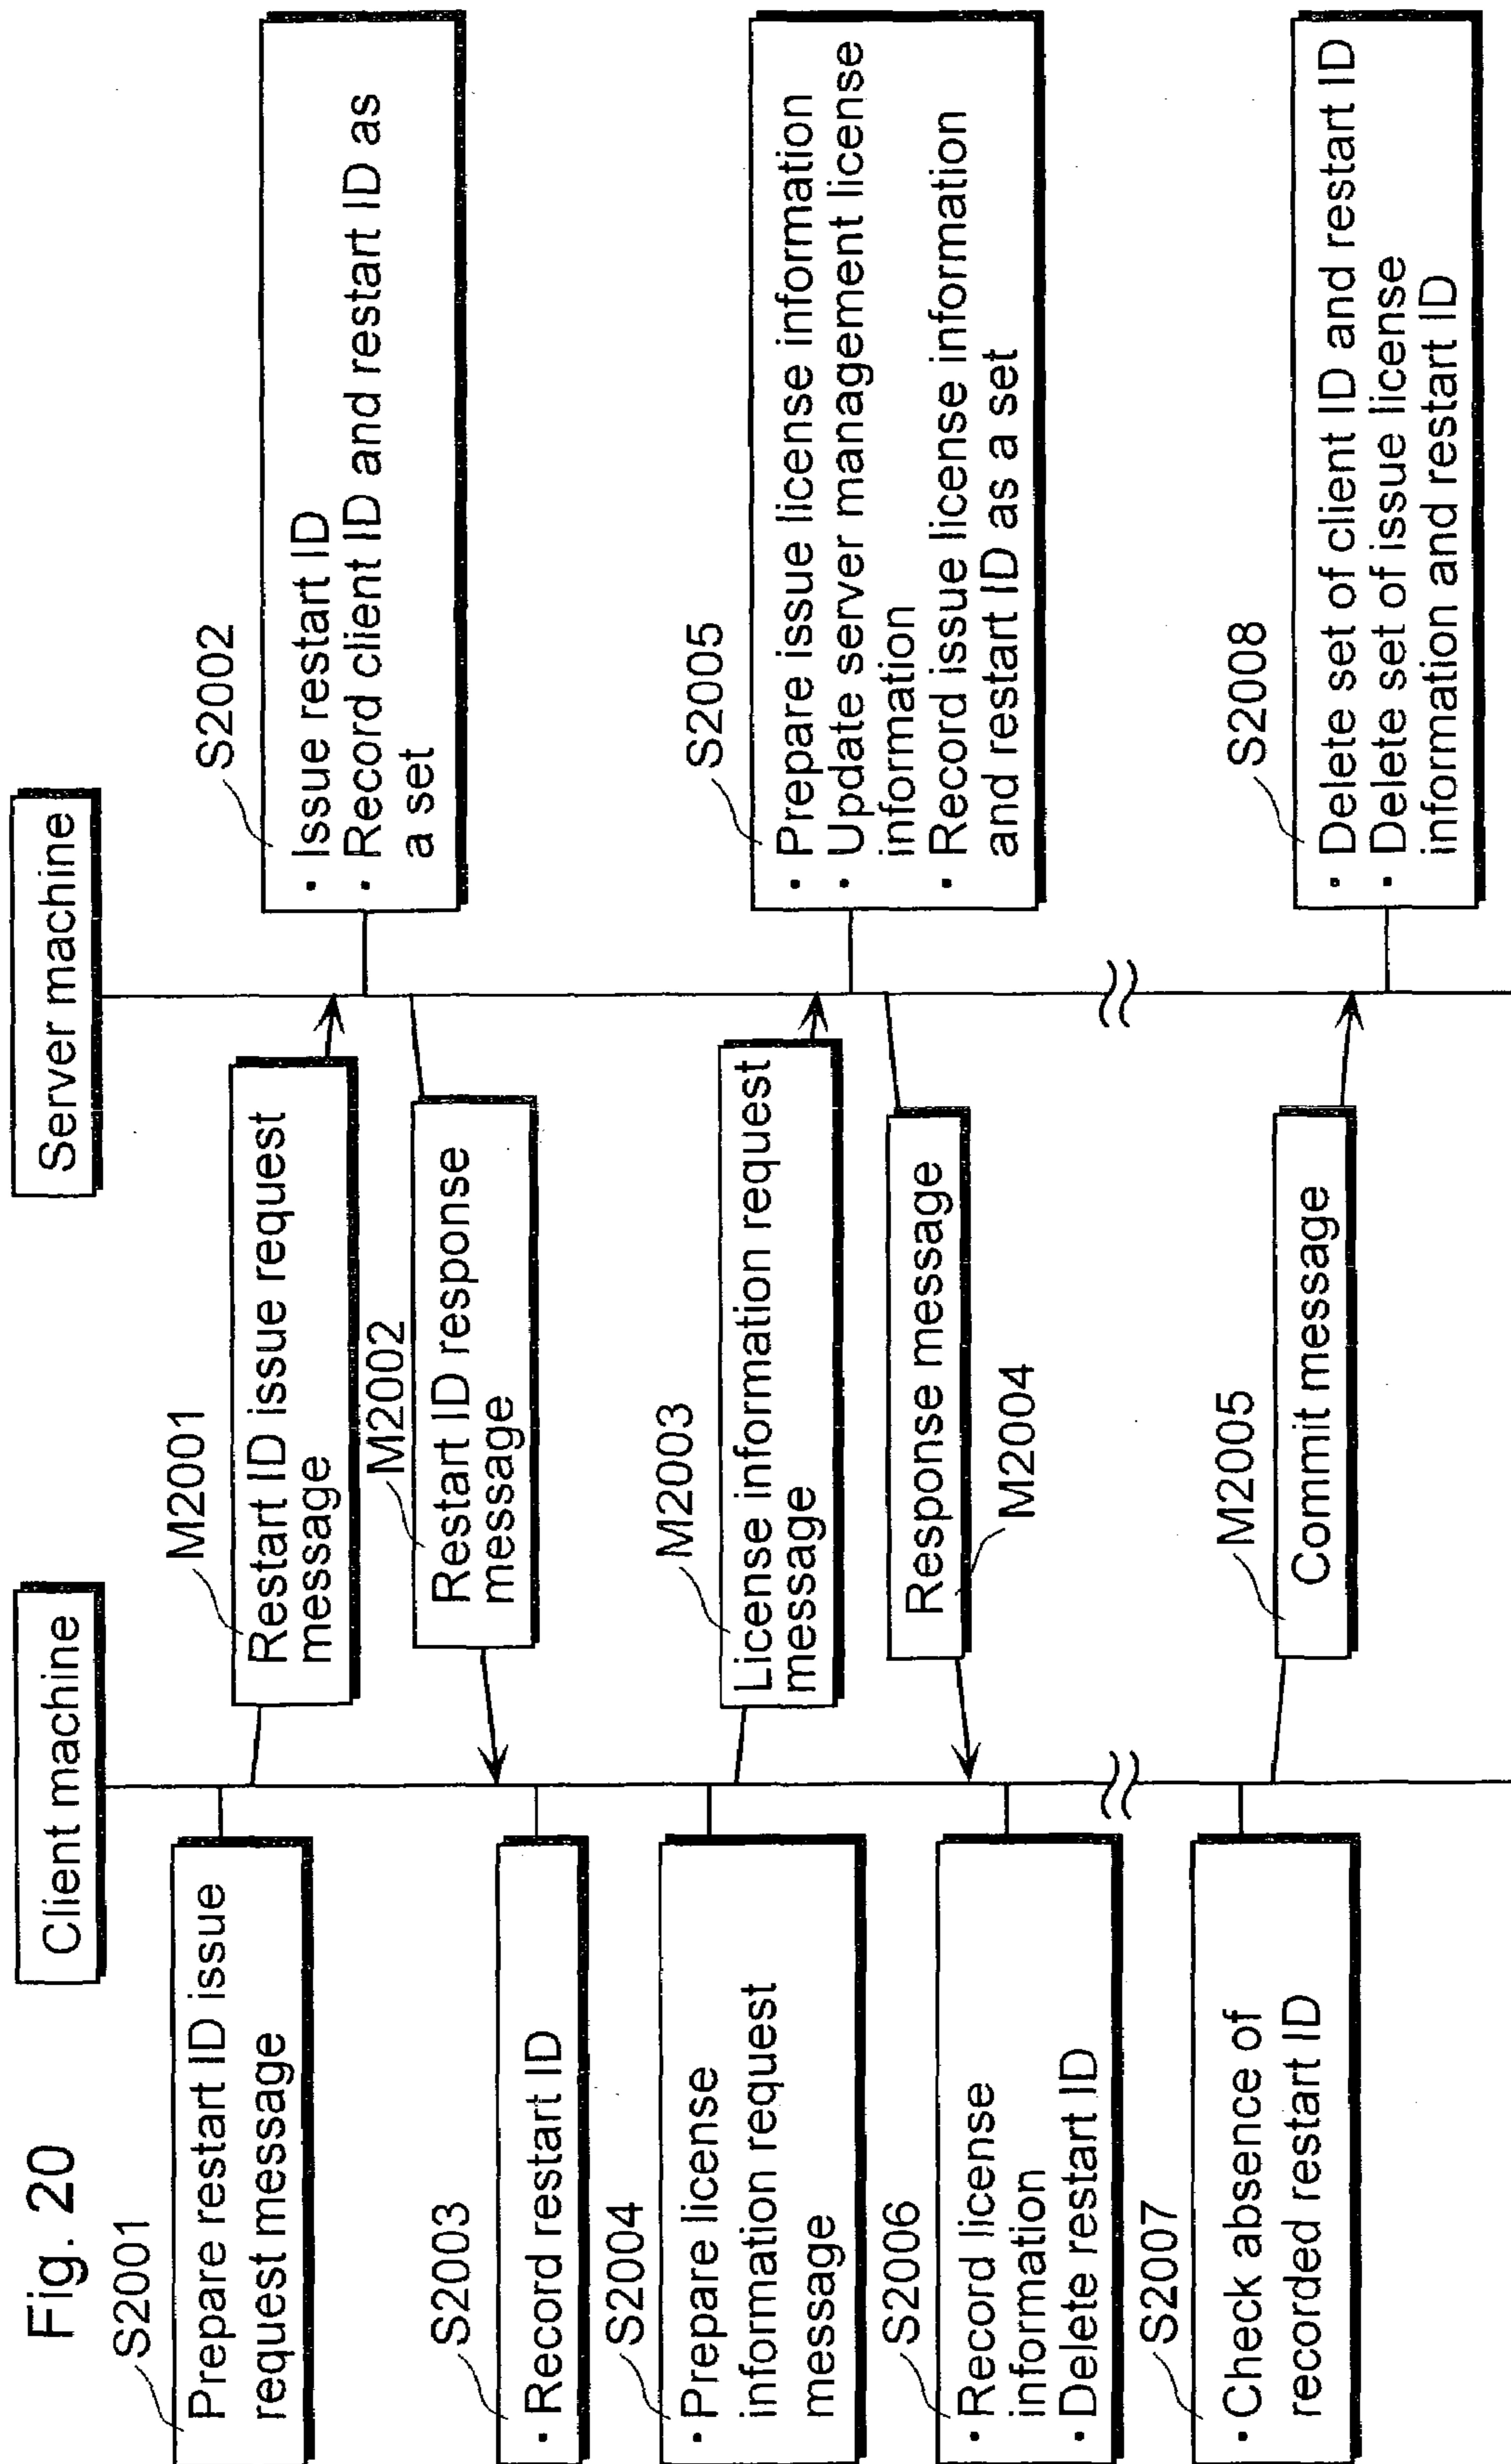 Fig. 20
Client machine
Server machine
S2001
Prepare restart ID issue
request message
M2001
Restart ID issue request
message
S2002
· Issue restart ID
· Record client ID and restart ID as
a set
M2002
Restart ID response
message
S2003
· Record restart ID
S2004
· Prepare license
information request
message
M2003
License information request
message
S2005
· Prepare issue license information
· Update server management license
information
· Record issue license information
and restart ID as a set
Response message
M2004
S2006
· Record license
information
· Delete restart ID
S2007
· Check absence of
recorded restart ID
M2005
Commit message
S2008
· Delete set of client ID and restart ID
· Delete set of issue license
information and restart ID